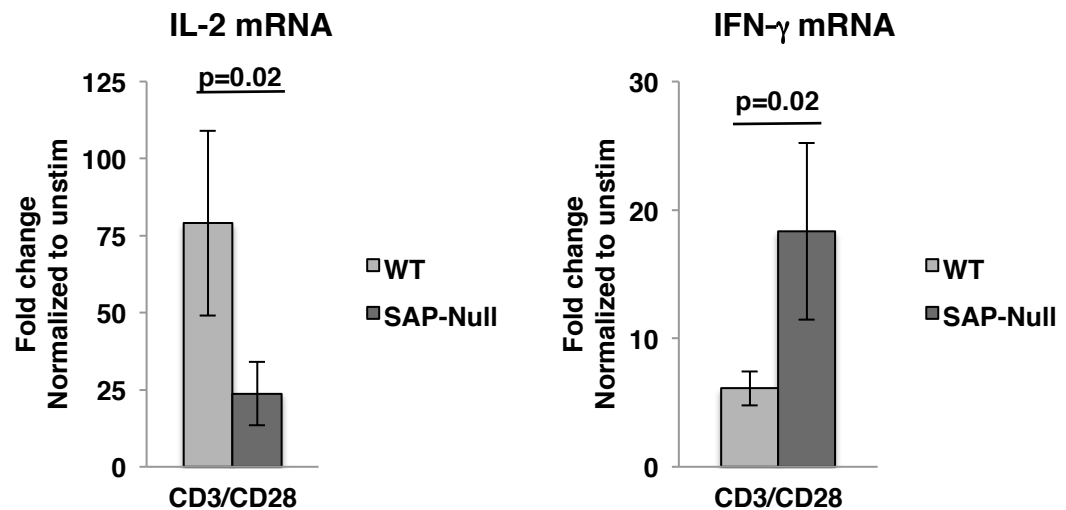 IL-2 mRNA
p=0.02
125
100
75
50
25
0
Fold change
Normalized to unstim
CD3/CD28
WT
SAP-Null
IFN-γ mRNA
p=0.02
30
20
10
0
Fold change
Normalized to unstim
CD3/CD28
WT
SAP-Null